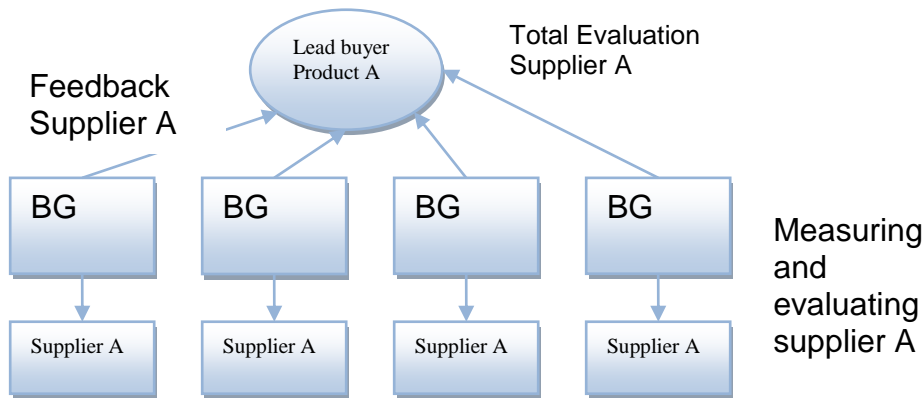 Lead buyer
Product A
Total Evaluation
Supplier A
Feedback
Supplier A
BG
BG
BG
BG
Measuring
and
evaluating
supplier A
Supplier A
Supplier A
Supplier A
Supplier A